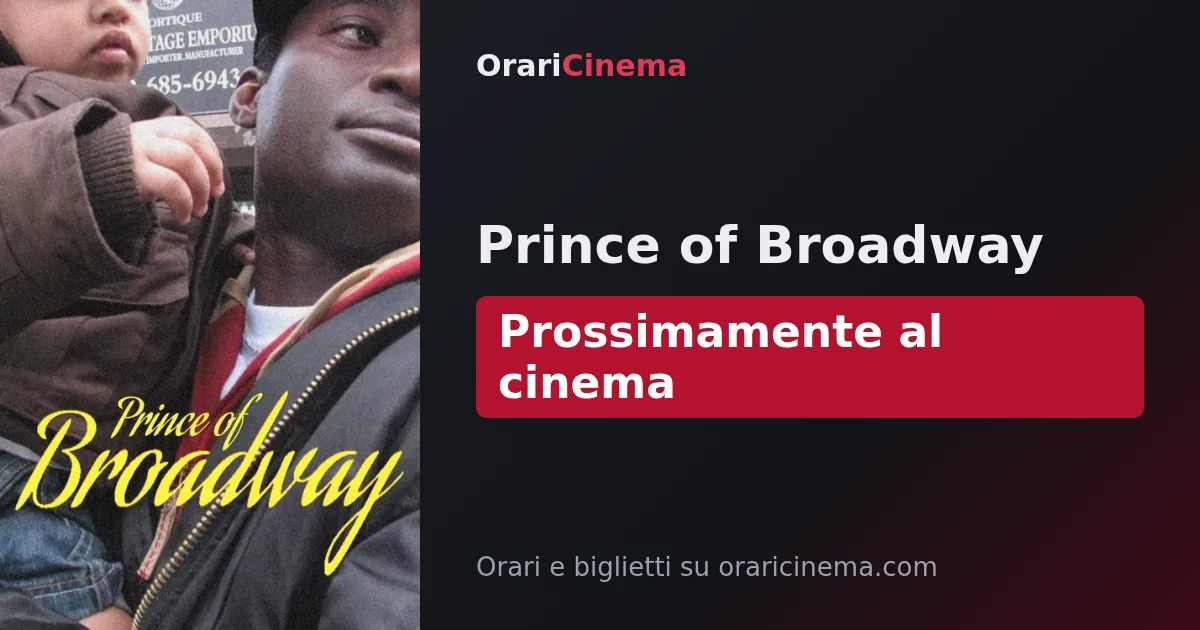 ORTIQUE
TAGE EMPORIU
IMPORTER, MANUFACTURER
685-6943
Prince of
Broadway
OrariCinema
Prince of Broadway
Prossimamente al
cinema
Orari e biglietti su oraricinema.com